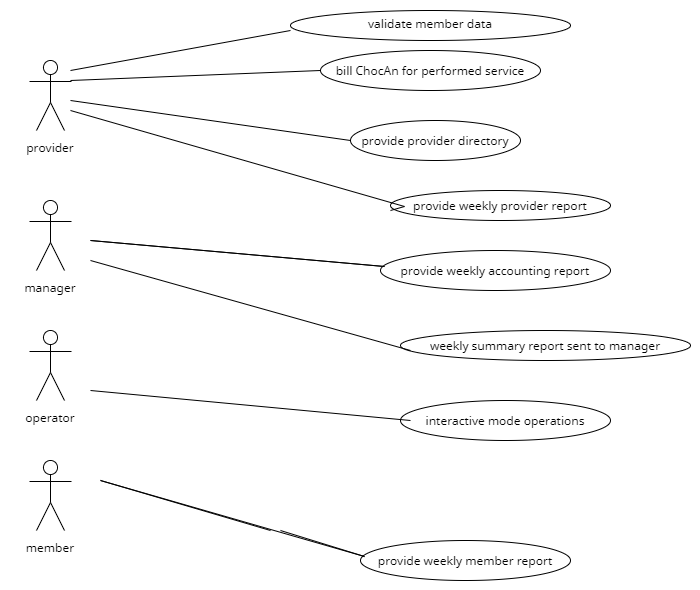 validate member data
bill ChocAn for performed service
provide provider directory
provider
provide weekly provider report
provide weekly accounting report
manager
weekly summary report sent to manager
operator
interactive mode operations
member
provide weekly member report